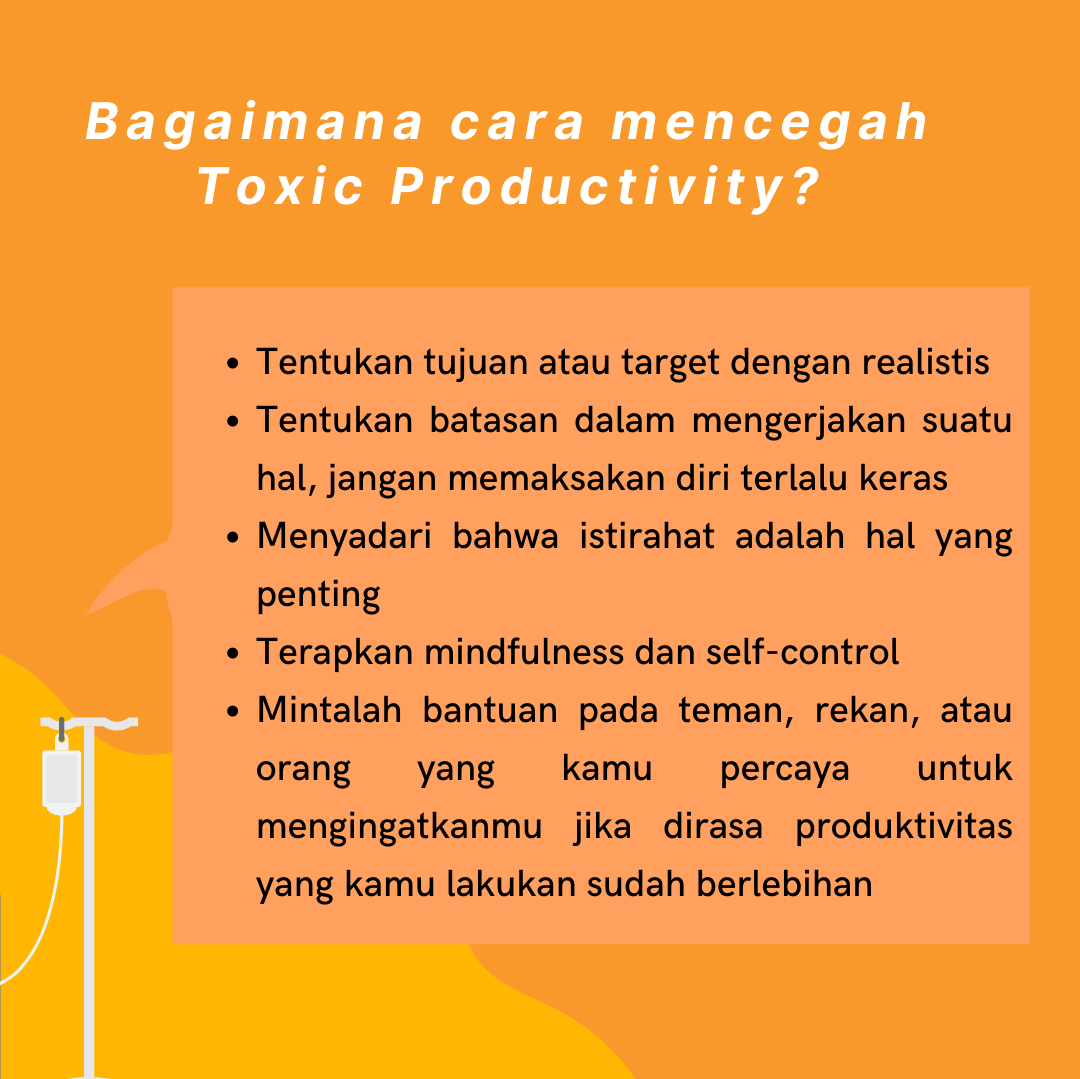 Bagaimana cara mencegah
Toxic Productivity?
• Tentukan tujuan atau target dengan realistis
• Tentukan batasan dalam mengerjakan suatu
hal, jangan memaksakan diri terlalu keras
• Menyadari bahwa istirahat adalah hal yang
penting
• Terapkan mindfulness dan self-control
• Mintalah bantuan pada teman, rekan, atau
orang yang kamu percaya untuk
mengingatkanmu jika dirasa produktivitas
yang kamu lakukan sudah berlebihan